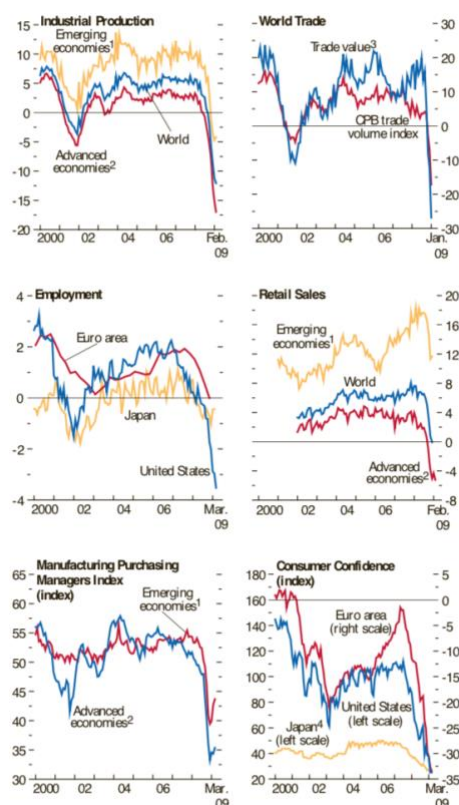 Industrial Production
15
Emerging
economies¹
10
5
0
World
Advanced
economies²
-5
-10
-15
-20
2000 02 04 06 Feb.
09
World Trade
30
Trade value³
20
10
0
CPB trade
volume index
-10
-20
-30
2000 02 04 06 Jan.
09
Employment
4
Euro area
2
0
Japan
-2
United States
-4
2000 02 04 06 Mar.
09
Retail Sales
20
Emerging
economies¹
16
12
World
8
4
0
Advanced
economies²
-4
-8
2000 02 04 06 Feb.
09
Manufacturing Purchasing
Managers Index
(index)
65
Emerging
economies¹
60
55
50
45
Advanced
economies²
40
35
30
2000 02 04 06 Mar.
09
Consumer Confidence
(index)
180 5
160 0
Euro area
(right scale)
140 -5
120 -10
100 -15
80 -20
United States
(left scale)
Japan⁴
(left scale)
60 -25
40 -30
20 -35
2000 02 04 06 Mar.
09